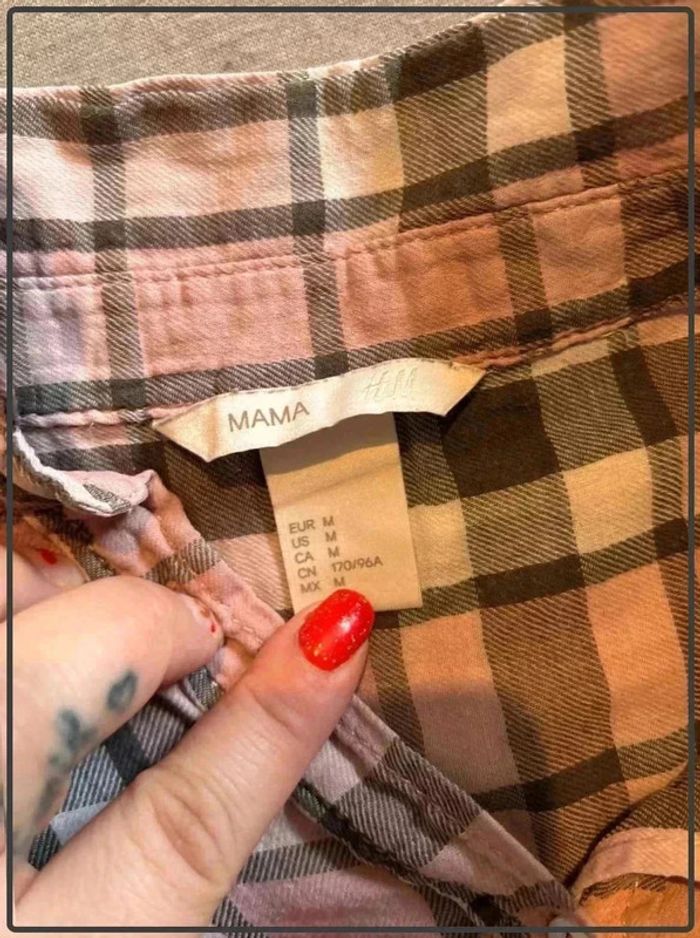 MAMA H&M
EUR M
US M
CA M
CN 170/96A
MX M